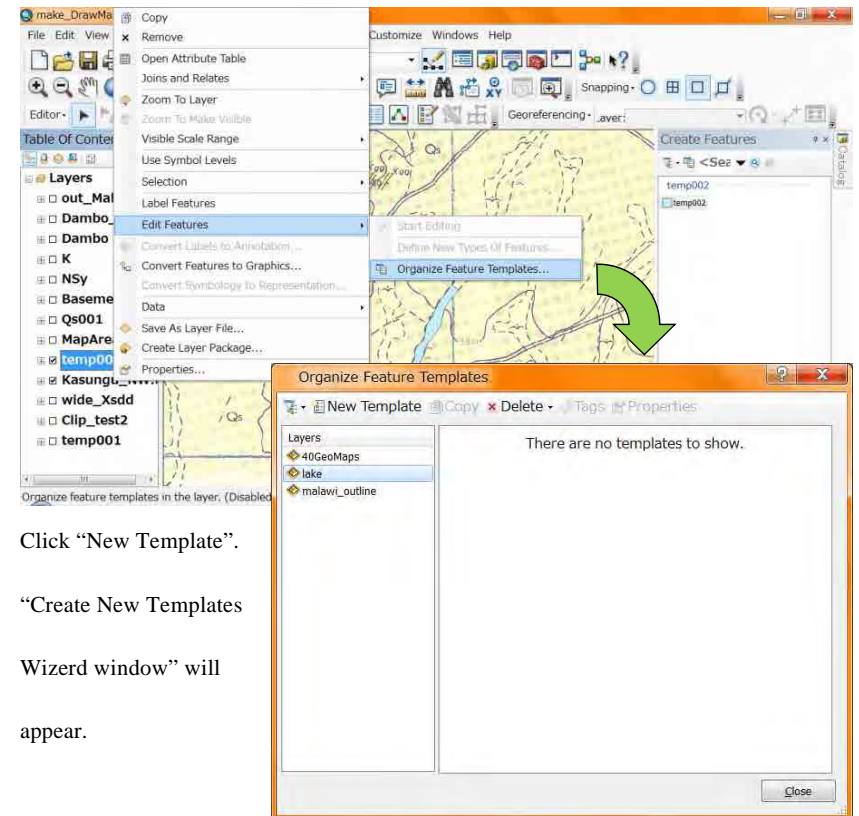 make_DrawMa
File Edit View
Customize Windows Help
Copy
Remove
Open Attribute Table
Joins and Relates
Zoom To Layer
Zoom To Make Visible
Visible Scale Range
Use Symbol Levels
Selection
Label Features
Edit Features
Convert Labels to Annotation...
Convert Features to Graphics...
Convert Symbology to Representation...
Data
Save As Layer File...
Create Layer Package...
Properties...
Start Editing
Define New Types Of Features...
Organize Feature Templates...
Snapping
Editor
Georeferencing
Layer:
Table Of Conte
Layers
out_Mal
Dambo_
Dambo
K
NSy
Baseme
Qs001
MapAre
temp00
Kasungu_NW.
wide_Xsdd
Clip_test2
temp001
Qs
Qs
Create Features
<Sea
temp002
temp002
Catalog
Organize feature templates in the layer. (Disabled
Organize Feature Templates
New Template Copy Delete Tags Properties
Layers
40GeoMaps
lake
malawi_outline
There are no templates to show.
Close
Click “New Template”.
“Create New Templates
Wizerd window” will
appear.